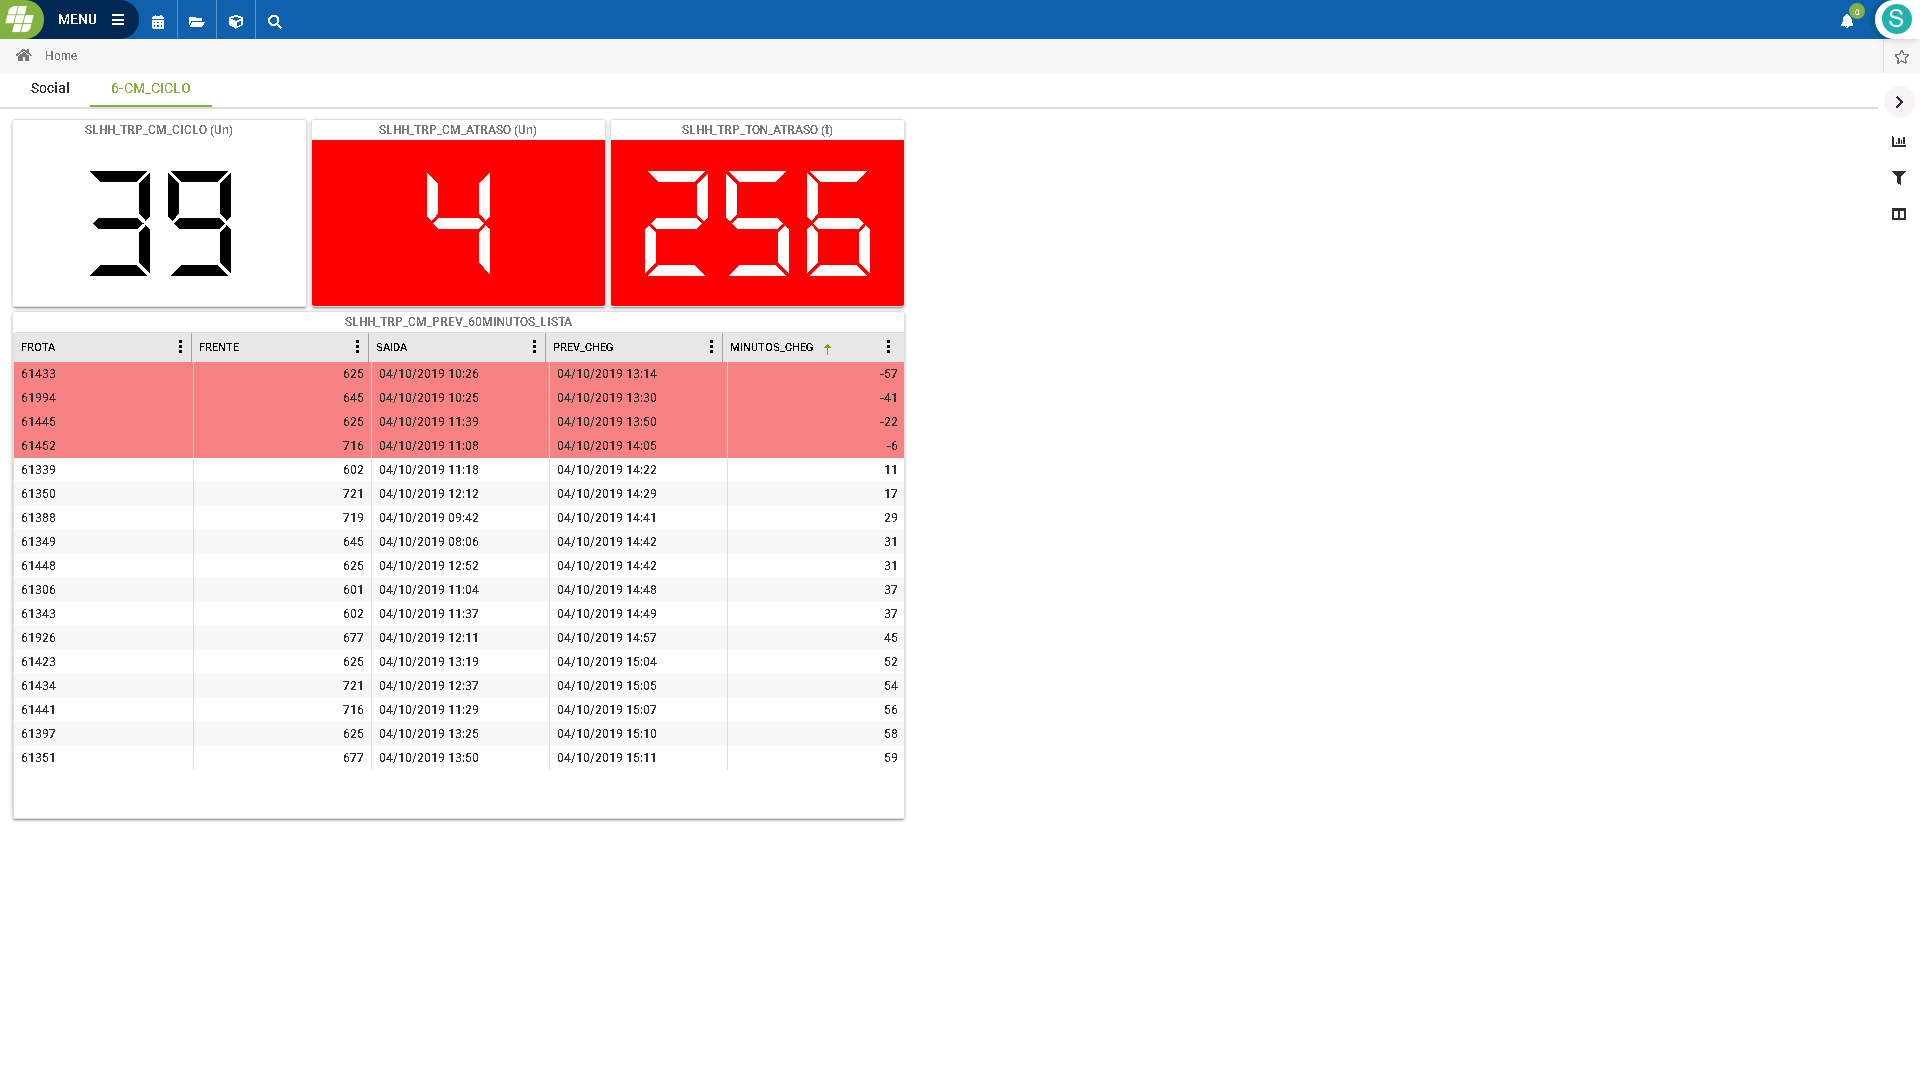 MENU
0
S
Home
Social
6-CM_CICLO
SLHH_TRP_CM_CICLO (Un)
SLHH_TRP_CM_ATRASO (Un)
SLHH_TRP_TON_ATRASO (t)
39
4
256
SLHH_TRP_CM_PREV_60MINUTOS_LISTA
FROTA FRENTE SAIDA PREV_CHEG MINUTOS_CHEG
61433 625 04/10/2019 10:26 04/10/2019 13:14 -57
61994 645 04/10/2019 10:25 04/10/2019 13:30 -41
61445 625 04/10/2019 11:39 04/10/2019 13:50 -22
61452 716 04/10/2019 11:08 04/10/2019 14:05 -6
61339 602 04/10/2019 11:18 04/10/2019 14:22 11
61350 721 04/10/2019 12:12 04/10/2019 14:29 17
61388 719 04/10/2019 09:42 04/10/2019 14:41 29
61349 645 04/10/2019 08:06 04/10/2019 14:42 31
61448 625 04/10/2019 12:52 04/10/2019 14:42 31
61306 601 04/10/2019 11:04 04/10/2019 14:48 37
61343 602 04/10/2019 11:37 04/10/2019 14:49 37
61926 677 04/10/2019 12:11 04/10/2019 14:57 45
61423 625 04/10/2019 13:19 04/10/2019 15:04 52
61434 721 04/10/2019 12:37 04/10/2019 15:05 54
61441 716 04/10/2019 11:29 04/10/2019 15:07 56
61397 625 04/10/2019 13:25 04/10/2019 15:10 58
61351 677 04/10/2019 13:50 04/10/2019 15:11 59